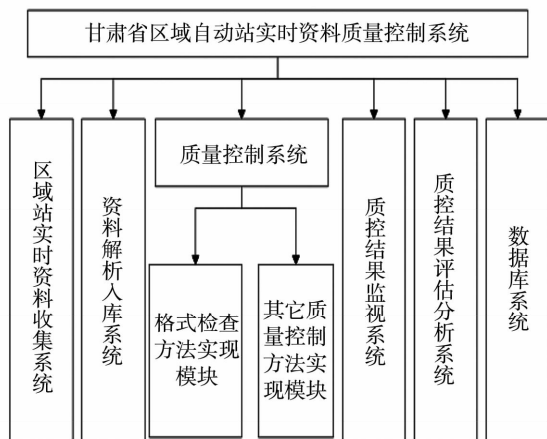 甘肃省区域自动站实时资料质量控制系统
区域站实时资料收集系统
资料解析入库系统
质量控制系统
格式检查
方法实现
模块
其它质
量控制
方法实
现模块
质控结果监视系统
质控结果评估分析系统
数据库系统